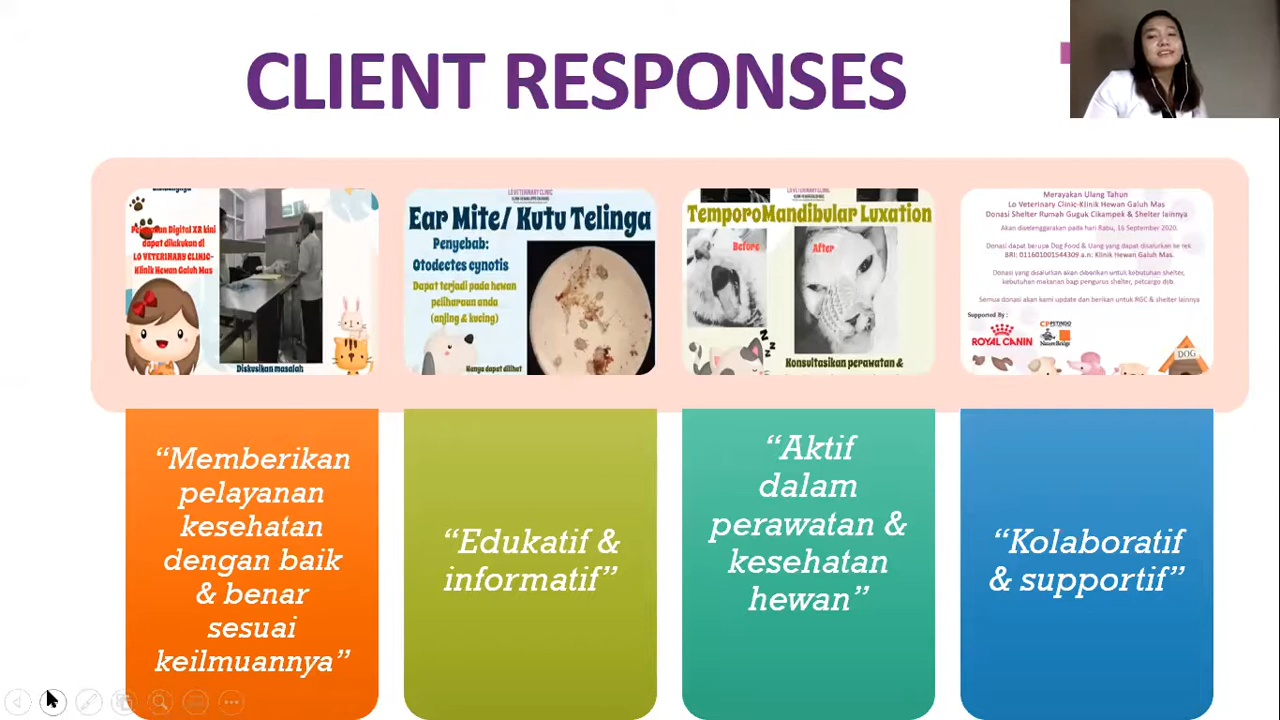 CLIENT RESPONSES
Pemeriksaan Digital XR kini
dapat dilakukan di
LO VETERINARY CLINIC-
Klinik Hewan Galuh Mas
Diskusikan masalah
LO VETERINARY CLINIC
Ear Mite/ Kutu Telinga
Penyebab:
Otodectes cynotis
Dapat terjadi pada hewan
peliharaan anda
(anjing & kucing)
Hanya dapat dilihat
LO VETERINARY CLINIC
TemporoMandibular Luxation
Before
After
Konsultasikan perawatan &
Merayakan Ulang Tahun
Lo Veterinary Clinic-Klinik Hewan Galuh Mas
Donasi Shelter Rumah Guguk Cikampek & Shelter lainnya
Akan diselenggarakan pada hari Rabu, 16 September 2020.
Donasi dapat berupa Dog Food & Uang yang dapat disalurkan ke rek.
BRI: 011601001544309 a.n: Klinik Hewan Galuh Mas.
Donasi yang disalurkan akan diberikan untuk kebutuhan shelter,
kebutuhan makanan bagi pengurus shelter, petcargo dsb.
Semua donasi akan kami update dan berikan untuk RGC & shelter lainnya
Supported By :
ROYAL CANIN
CPPETINDO
NatureBridge
DOG
“Memberikan
pelayanan
kesehatan
dengan baik
& benar
sesuai
keilmuannya”
“Edukatif &
informatif”
“Aktif
dalam
perawatan &
kesehatan
hewan”
“Kolaboratif
& supportif”